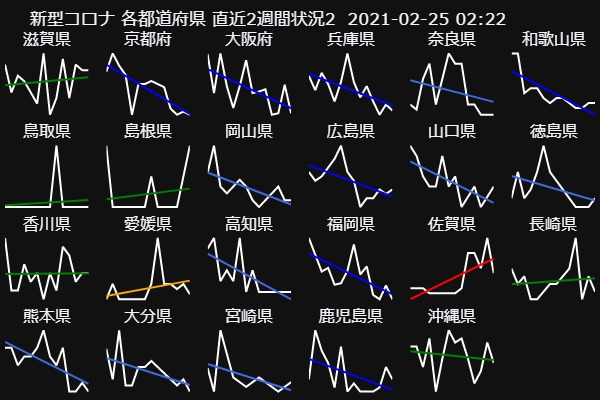 新型コロナ 各都道府県 直近2週間状況2 2021-02-25 02:22
滋賀県 京都府 大阪府 兵庫県 奈良県 和歌山県
鳥取県 島根県 岡山県 広島県 山口県 徳島県
香川県 愛媛県 高知県 福岡県 佐賀県 長崎県
熊本県 大分県 宮崎県 鹿児島県 沖縄県